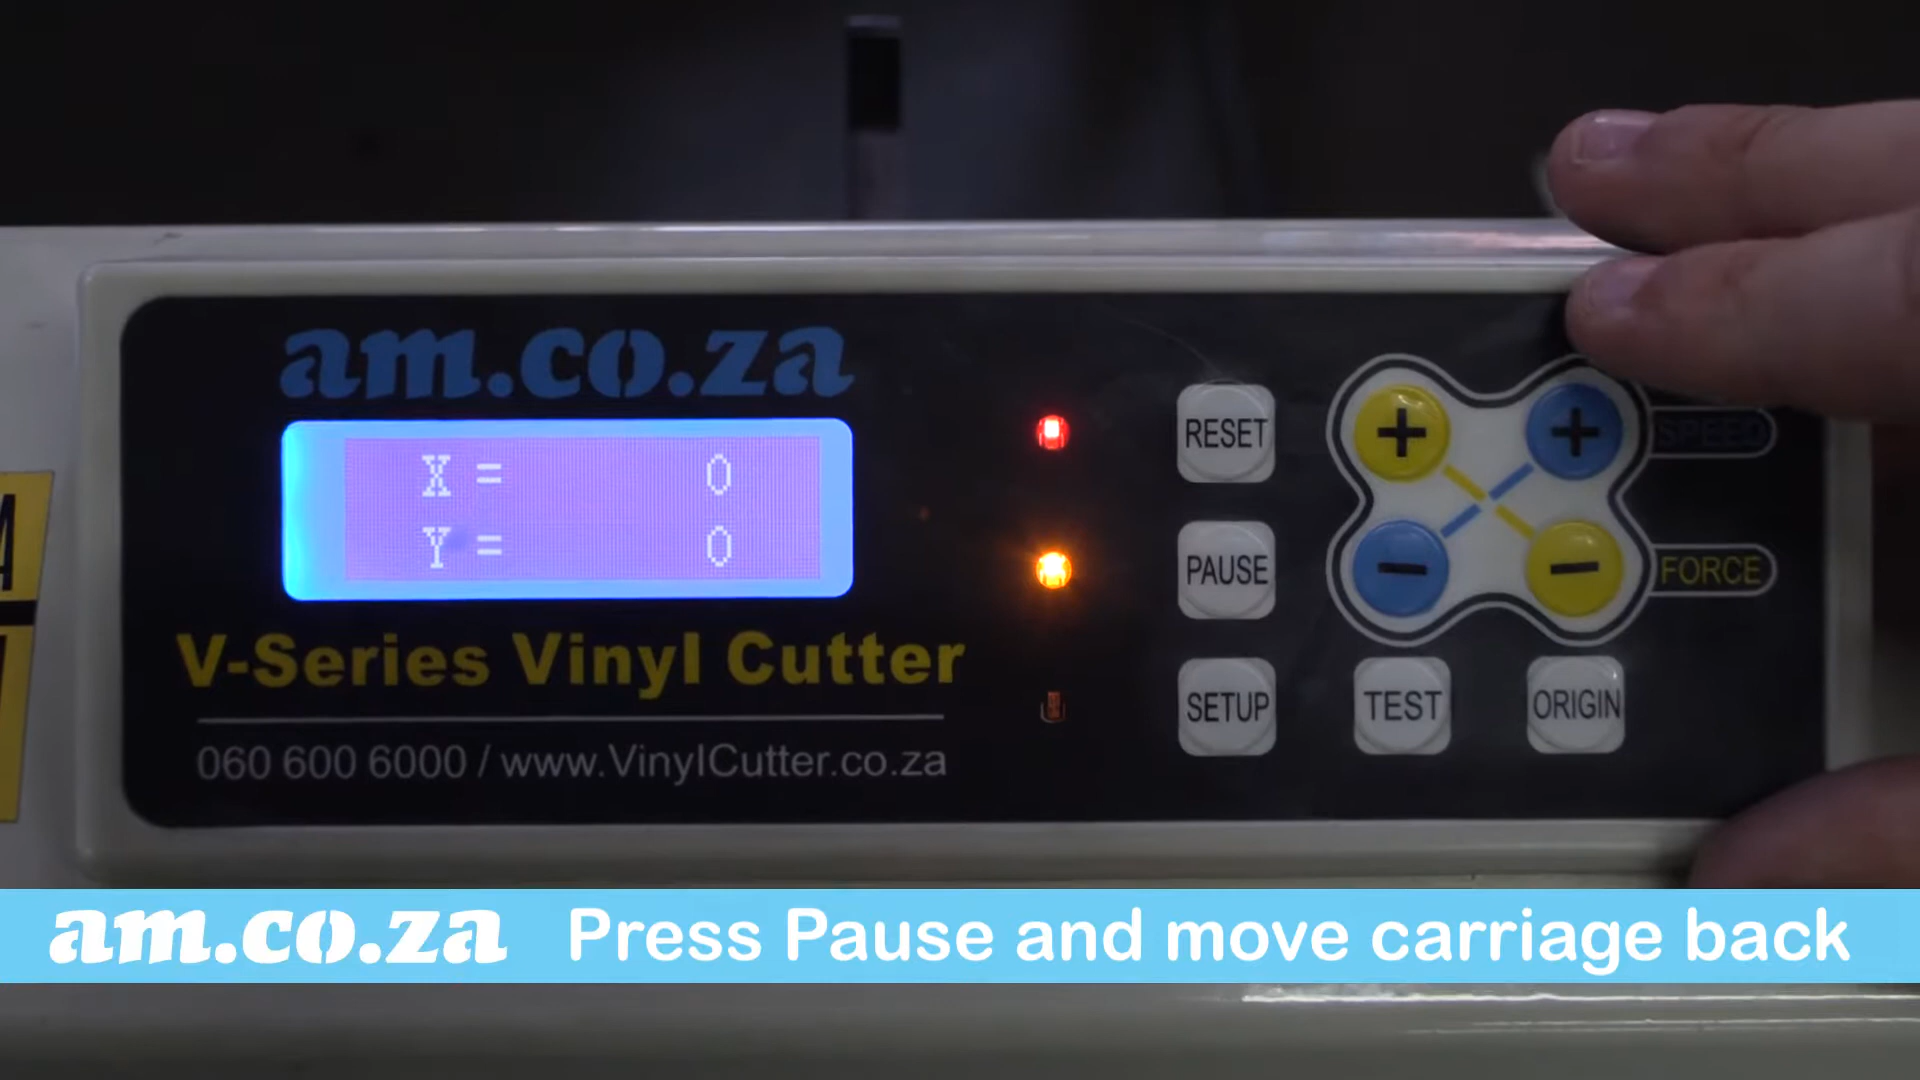 am.co.za
X = 0
Y = 0
V-Series Vinyl Cutter
060 600 6000 / www.VinylCutter.co.za
RESET
PAUSE
SETUP
TEST
ORIGIN
+ +
- -
SPEED
FORCE
am.co.za Press Pause and move carriage back